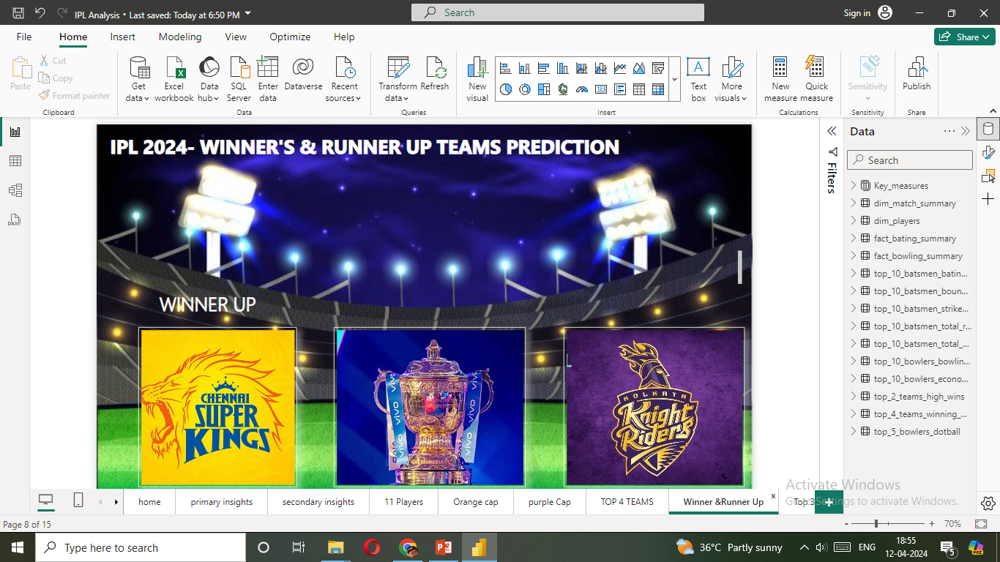 IPL Analysis • Last saved: Today at 6:50 PM
Search
Sign in
File Home Insert Modeling View Optimize Help
Share
Paste
Cut
Copy
Format painter
Clipboard
Get data
Excel workbook
Data hub
SQL Server
Enter data
Dataverse
Recent sources
Data
Transform data
Refresh
Queries
New visual
Text box
More visuals
Insert
New measure
Quick measure
Calculations
Sensitivity
Sensitivity
Publish
Share
DAX
IPL 2024- WINNER'S & RUNNER UP TEAMS PREDICTION
WINNER UP
CHENNAI
SUPER
KINGS
vivo
vivo
KOLKATA
Knight
Riders
Filters
Data
Search
Key_measures
dim_match_summary
dim_players
fact_bating_summary
fact_bowling_summary
top_10_batsmen_batin...
top_10_batsmen_boun...
top_10_batsmen_strike...
top_10_batsmen_total_r...
top_10_batsmen_total_...
top_10_bowlers_bowlin...
top_10_bowlers_econo...
top_2_teams_high_wins
top_4_teams_winning_...
top_5_bowlers_dotball
Activate Windows
Go to Settings to activate Windows.
home primary insights secondary insights 11 Players Orange cap purple Cap TOP 4 TEAMS Winner &Runner Up x Top 3
Page 8 of 15
- + 70%
Type here to search
36°C Partly sunny
ENG
18:55
12-04-2024
5
PRE